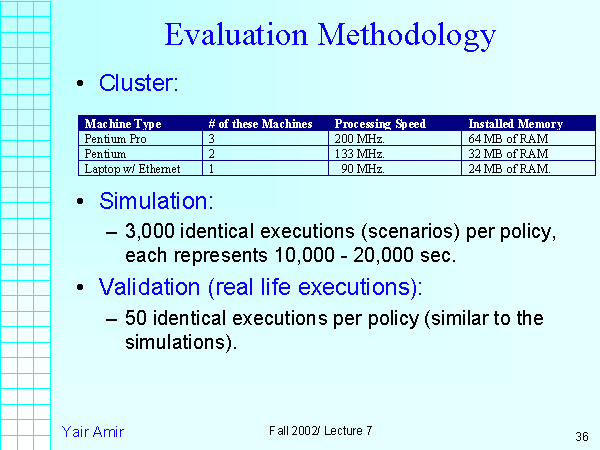 Evaluation Methodology
• Cluster:
Machine Type # of these Machines Processing Speed Installed Memory
Pentium Pro 3 200 MHz. 64 MB of RAM
Pentium 2 133 MHz. 32 MB of RAM
Laptop w/ Ethernet 1 90 MHz. 24 MB of RAM.
• Simulation:
– 3,000 identical executions (scenarios) per policy,
each represents 10,000 - 20,000 sec.
• Validation (real life executions):
– 50 identical executions per policy (similar to the
simulations).
Yair Amir Fall 2002/ Lecture 7 36